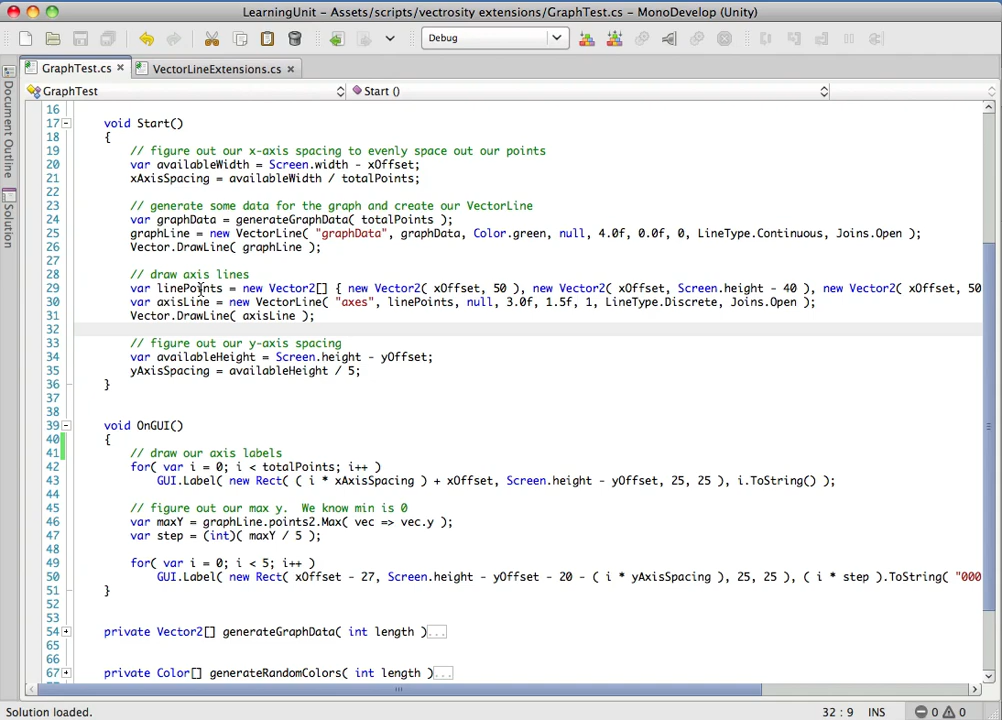 LearningUnit - Assets/scripts/vectrosity extensions/GraphTest.cs - MonoDevelop (Unity)
Debug
GraphTest.cs
VectorLineExtensions.cs
GraphTest
Start ()
Document Outline
Solution
16
17 void Start()
18 {
19 // figure out our x-axis spacing to evenly space out our points
20 var availableWidth = Screen.width - xOffset;
21 xAxisSpacing = availableWidth / totalPoints;
22
23 // generate some data for the graph and create our VectorLine
24 var graphData = generateGraphData( totalPoints );
25 graphLine = new VectorLine( "graphData", graphData, Color.green, null, 4.0f, 0.0f, 0, LineType.Continuous, Joins.Open );
26 Vector.DrawLine( graphLine );
27
28 // draw axis lines
29 var linePoints = new Vector2[] { new Vector2( xOffset, 50 ), new Vector2( xOffset, Screen.height - 40 ), new Vector2( xOffset, 50
30 var axisLine = new VectorLine( "axes", linePoints, null, 3.0f, 1.5f, 1, LineType.Discrete, Joins.Open );
31 Vector.DrawLine( axisLine );
32
33 // figure out our y-axis spacing
34 var availableHeight = Screen.height - yOffset;
35 yAxisSpacing = availableHeight / 5;
36 }
37
38
39 void OnGUI()
40 {
41 // draw our axis labels
42 for( var i = 0; i < totalPoints; i++ )
43 GUI.Label( new Rect( ( i * xAxisSpacing ) + xOffset, Screen.height - yOffset, 25, 25 ), i.ToString() );
44
45 // figure out our max y.  We know min is 0
46 var maxY = graphLine.points2.Max( vec => vec.y );
47 var step = (int)( maxY / 5 );
48
49 for( var i = 0; i < 5; i++ )
50 GUI.Label( new Rect( xOffset - 27, Screen.height - yOffset - 20 - ( i * yAxisSpacing ), 25, 25 ), ( i * step ).ToString( "000
51 }
52
53
54 private Vector2[] generateGraphData( int length )...
65
66
67 private Color[] generateRandomColors( int length )...
Solution loaded.
32 : 9
INS
0
0